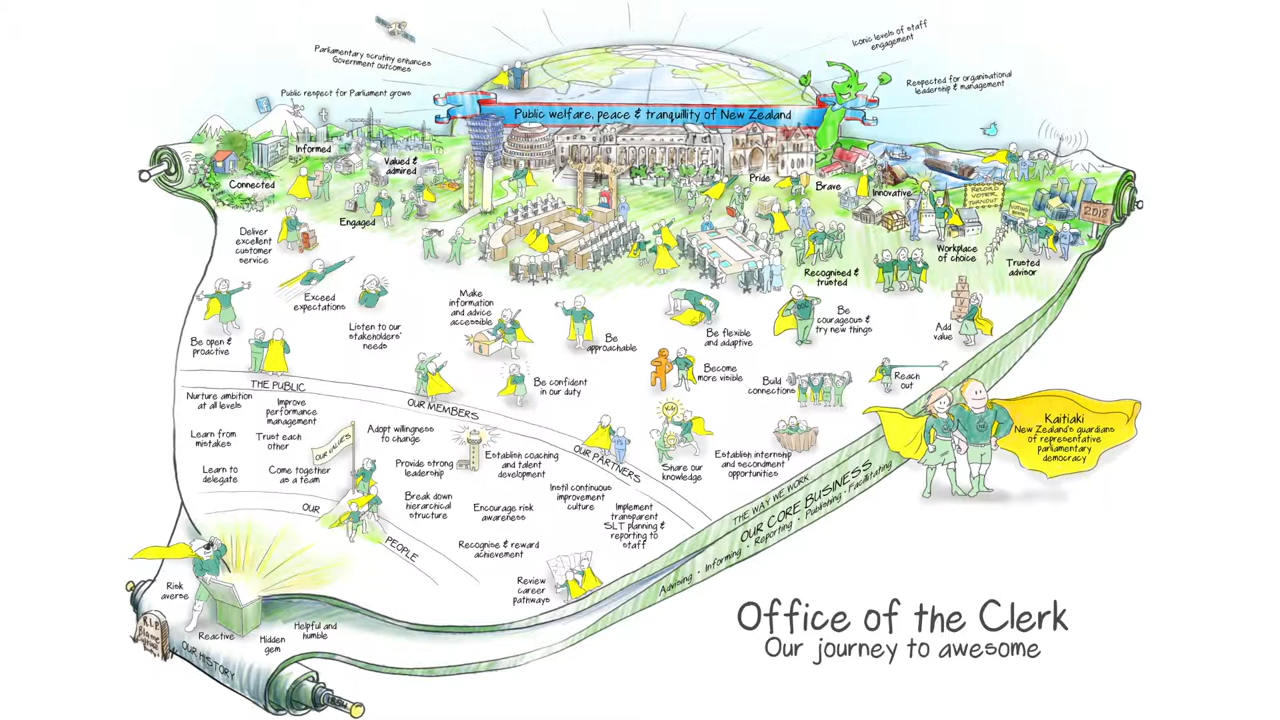 Parliamentary scrutiny enhances
Government outcomes
Iconic levels of staff
engagement
Public respect for Parliament grows
Respected for organisational
leadership & management
Public welfare, peace & tranquillity of New Zealand
Informed
Connected
Valued &
admired
Engaged
Pride
Brave
Innovative
RECORD
VOTER
TURNOUT
2018
Workplace
of choice
Trusted
advisor
Recognised &
trusted
Deliver
excellent
customer
service
Exceed
expectations
Listen to our
stakeholders'
needs
Make
information
and advice
accessible
Be open &
proactive
Be
approachable
Be flexible
and adaptive
Be
courageous &
try new things
Add
value
Become
more visible
Be confident
in our duty
Build
connections
Reach
out
THE PUBLIC
OUR MEMBERS
OUR PARTNERS
Share our
knowledge
Establish internship
and secondment
opportunities
Kaitiaki
New Zealand's guardians
of representative
parliamentary
democracy
Nurture ambition
at all levels
Improve
performance
management
Learn from
mistakes
Trust each
other
OUR VALUES
Adopt willingness
to change
Learn to
delegate
Come together
as a team
Provide strong
leadership
Establish coaching
and talent
development
Break down
hierarchical
structure
Encourage risk
awareness
Instil continuous
improvement
culture
Implement
transparent
SLT planning &
reporting to
staff
Recognise & reward
achievement
Review
career
pathways
OUR
PEOPLE
THE WAY WE WORK
OUR CORE BUSINESS
Advising · Informing · Reporting · Publishing · Facilitating
Risk
averse
Reactive
Hidden
gem
Helpful and
humble
R.I.P.
Blame
OUR HISTORY
1854
Office of the Clerk
Our journey to awesome